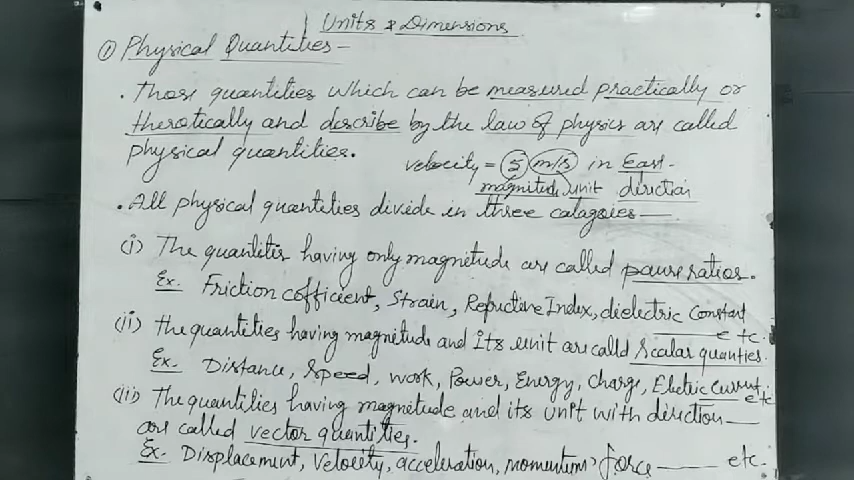 Units & Dimensions
① Physical Quantities -
. Those quantities which can be measured practically or
therotically and describe by the law of physics are called
physical quantities.
velocity = 5 m/s in East
magnitude unit direction
. All physical quantities divide in three catagoies —
(i) The quantitis having only magnitude are called pause ratios.
Ex. Friction cofficient, Strain, Refractive Index, dielectric Constant
etc.
(ii) The quantities having magnitude and its unit are called Scalar quanties.
Ex. Distance, Speed, work, Power, Energy, Charge, Electric Current,
etc
(iii) The quantities having magnitude and its unit with direction —
are called vector quantities.
Ex. Displacement, Velocity, acceleration, momentum, force — etc.